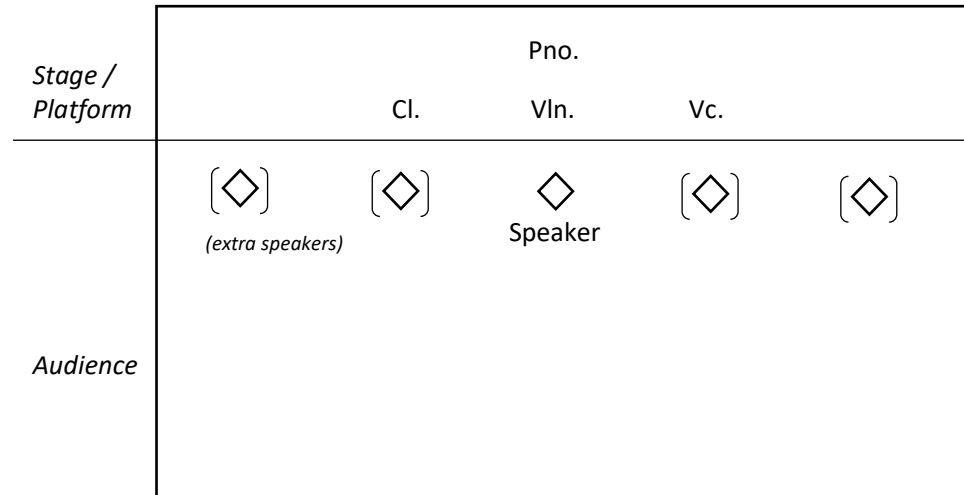 Pno.
Stage /
Platform
Cl. Vln. Vc.
Speaker
(extra speakers)
Audience